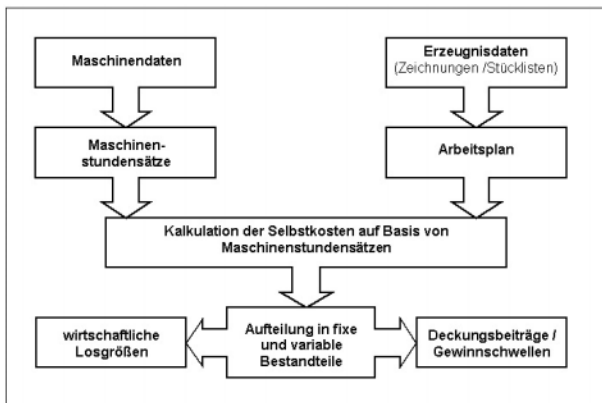 Maschinendaten
Erzeugnisdaten
(Zeichnungen /Stücklisten)
Maschinen-
stundensätze
Arbeitsplan
Kalkulation der Selbstkosten auf Basis von
Maschinenstundensätzen
wirtschaftliche
Losgrößen
Aufteilung in fixe
und variable
Bestandteile
Deckungsbeiträge /
Gewinnschwellen